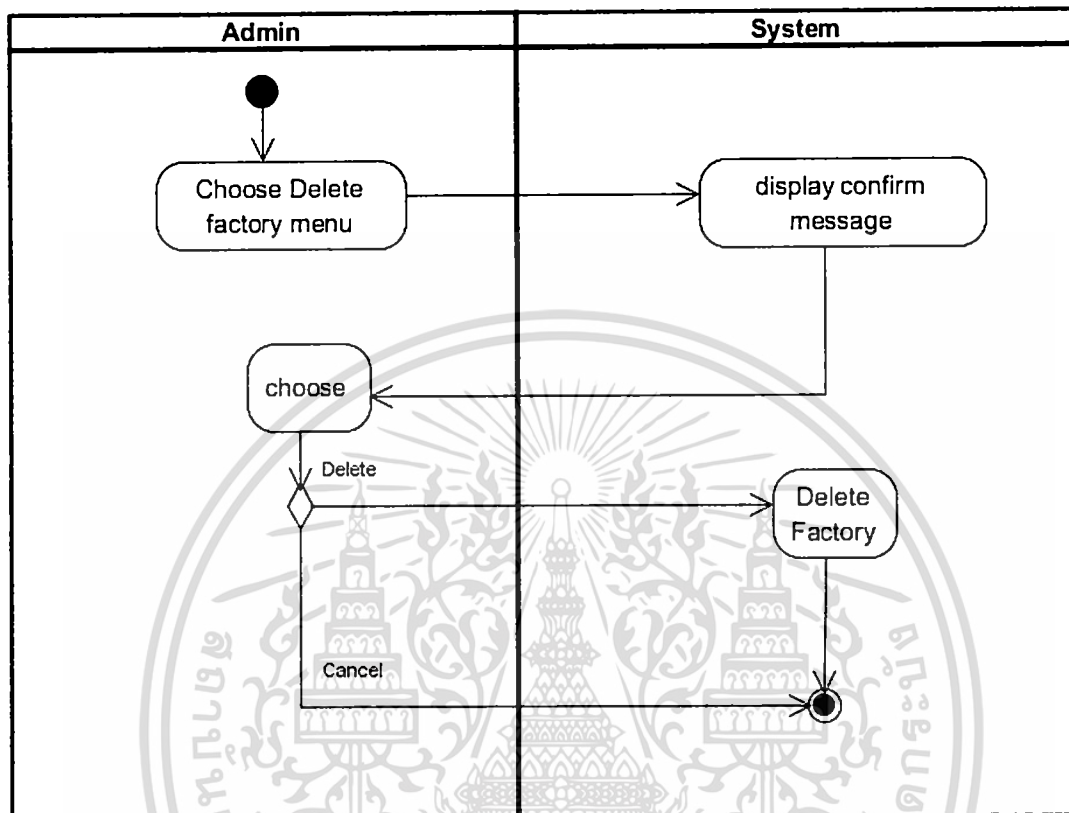 Admin
System
Choose Delete
factory menu
display confirm
message
choose
Delete
Delete
Factory
Cancel